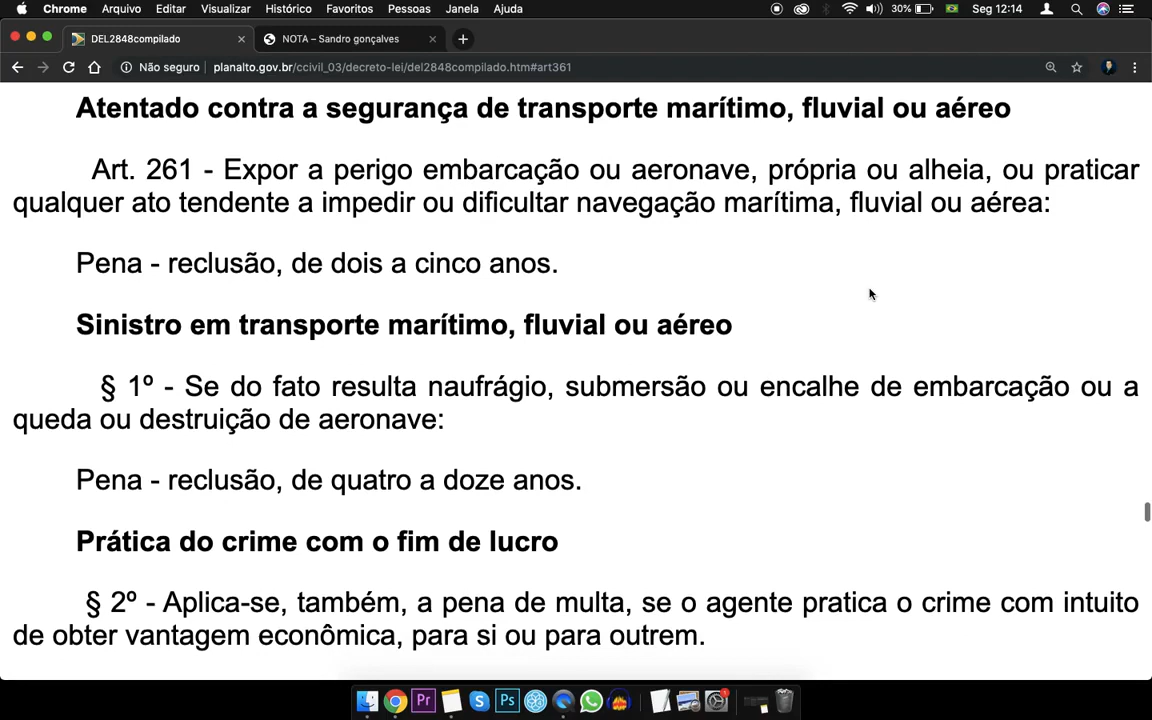 Chrome Arquivo Editar Visualizar Histórico Favoritos Pessoas Janela Ajuda 30% Seg 12:14
DEL2848compilado NOTA – Sandro gonçalves
Não seguro planalto.gov.br/ccivil_03/decreto-lei/del2848compilado.htm#art361
Atentado contra a segurança de transporte marítimo, fluvial ou aéreo
Art. 261 - Expor a perigo embarcação ou aeronave, própria ou alheia, ou praticar
qualquer ato tendente a impedir ou dificultar navegação marítima, fluvial ou aérea:
Pena - reclusão, de dois a cinco anos.
Sinistro em transporte marítimo, fluvial ou aéreo
§ 1º - Se do fato resulta naufrágio, submersão ou encalhe de embarcação ou a
queda ou destruição de aeronave:
Pena - reclusão, de quatro a doze anos.
Prática do crime com o fim de lucro
§ 2º - Aplica-se, também, a pena de multa, se o agente pratica o crime com intuito
de obter vantagem econômica, para si ou para outrem.
Pr Ps